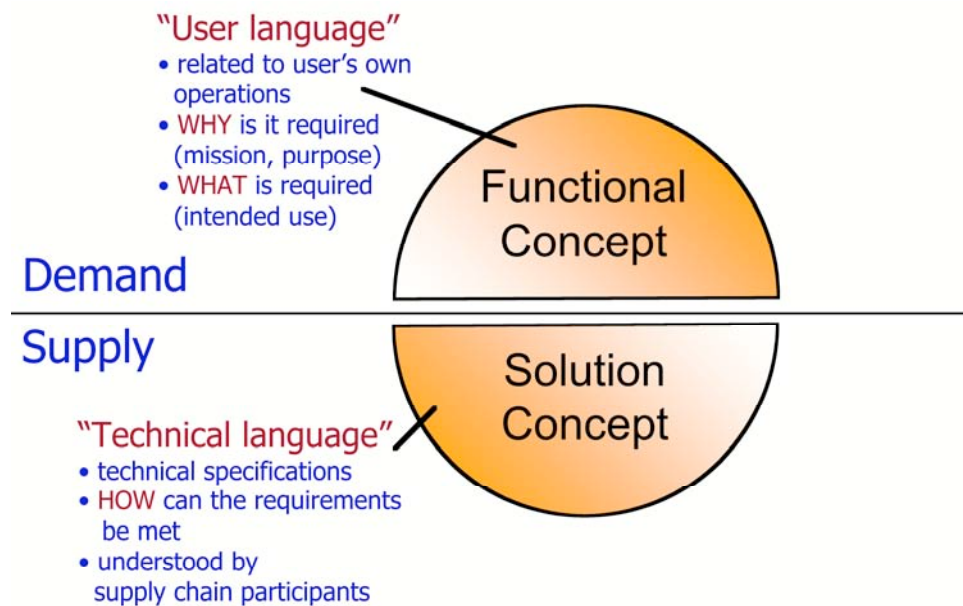 “User language”
• related to user’s own
operations
• WHY is it required
(mission, purpose)
• WHAT is required
(intended use)
Functional
Concept
Demand
Supply
Solution
Concept
“Technical language”
• technical specifications
• HOW can the requirements
be met
• understood by
supply chain participants